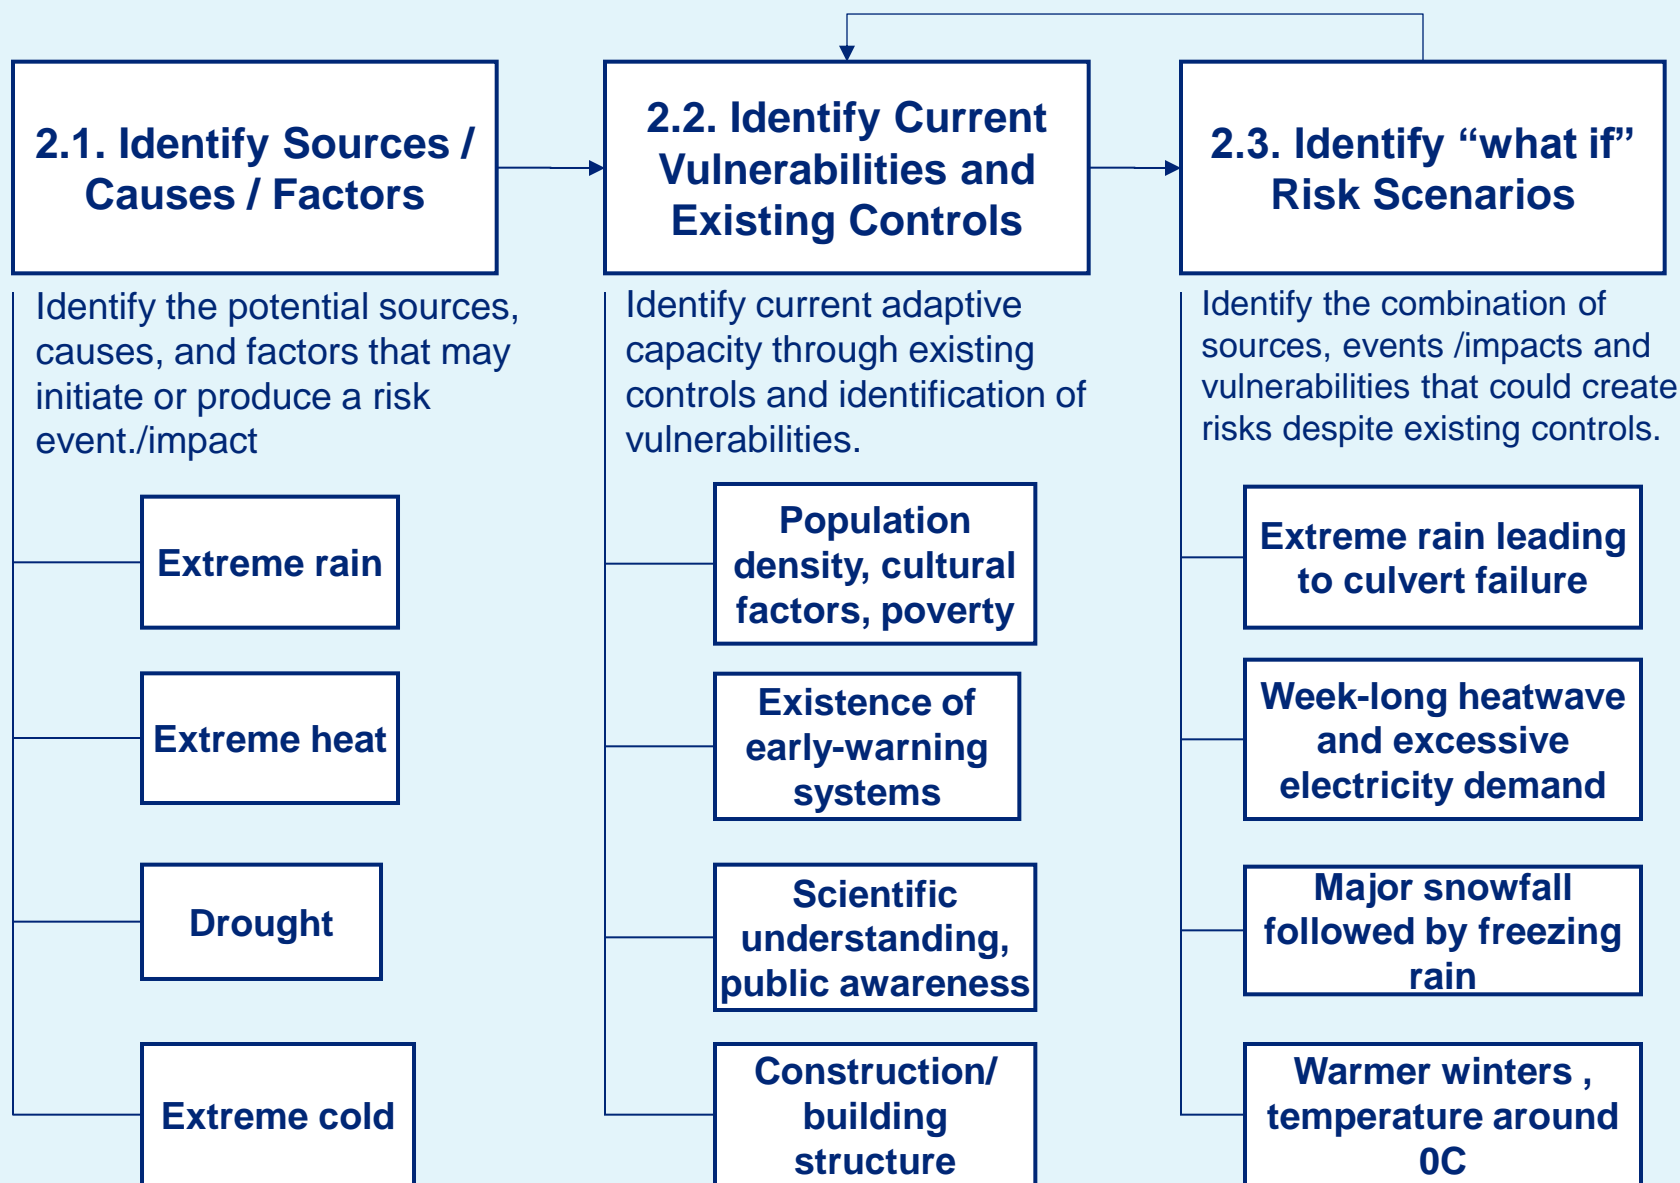 2.1. Identify Sources /
Causes / Factors
Identify the potential sources,
causes, and factors that may
initiate or produce a risk
event./impact
Extreme rain
Extreme heat
Drought
Extreme cold
2.2. Identify Current
Vulnerabilities and
Existing Controls
Identify current adaptive
capacity through existing
controls and identification of
vulnerabilities.
Population
density, cultural
factors, poverty
Existence of
early-warning
systems
Scientific
understanding,
public awareness
Construction/
building
structure
2.3. Identify “what if”
Risk Scenarios
Identify the combination of
sources, events /impacts and
vulnerabilities that could create
risks despite existing controls.
Extreme rain leading
to culvert failure
Week-long heatwave
and excessive
electricity demand
Major snowfall
followed by freezing
rain
Warmer winters ,
temperature around
0C